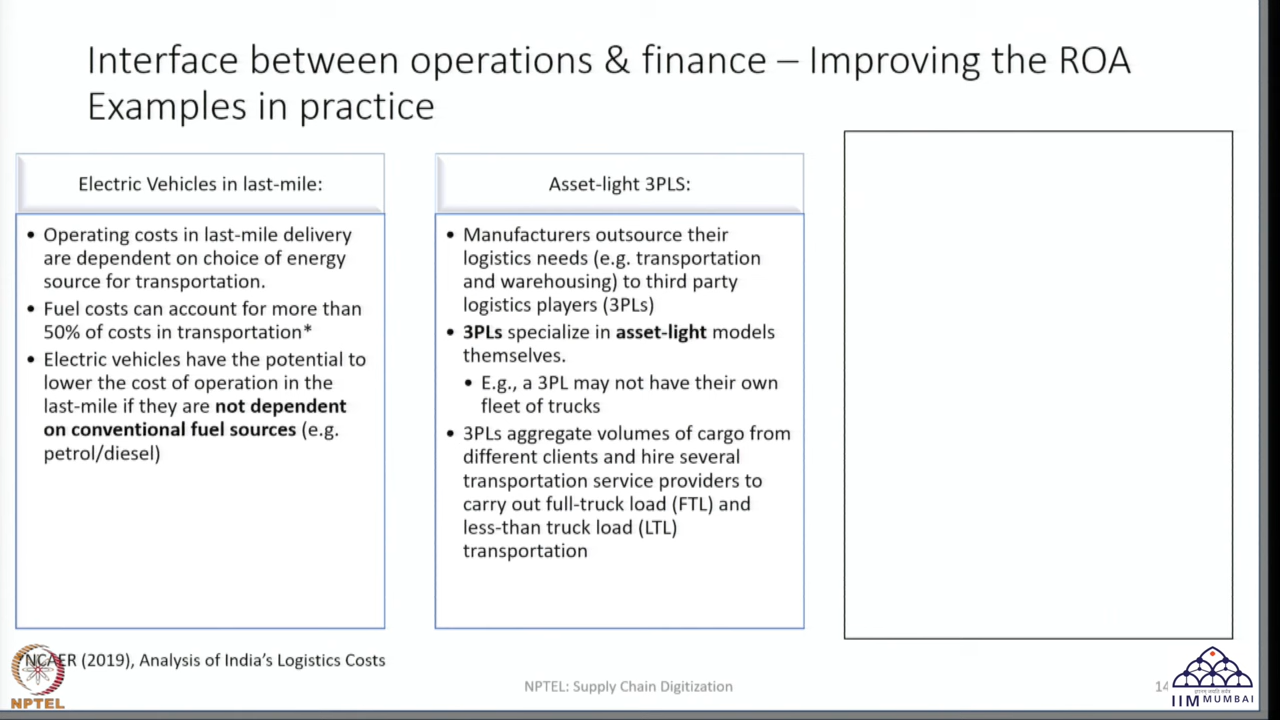 Interface between operations & finance – Improving the ROA
Examples in practice
Electric Vehicles in last-mile:
• Operating costs in last-mile delivery
are dependent on choice of energy
source for transportation.
• Fuel costs can account for more than
50% of costs in transportation*
• Electric vehicles have the potential to
lower the cost of operation in the
last-mile if they are not dependent
on conventional fuel sources (e.g.
petrol/diesel)
Asset-light 3PLS:
• Manufacturers outsource their
logistics needs (e.g. transportation
and warehousing) to third party
logistics players (3PLs)
• 3PLs specialize in asset-light models
themselves.
• E.g., a 3PL may not have their own
fleet of trucks
• 3PLs aggregate volumes of cargo from
different clients and hire several
transportation service providers to
carry out full-truck load (FTL) and
less-than truck load (LTL)
transportation
*NCAER (2019), Analysis of India's Logistics Costs
NPTEL
NPTEL: Supply Chain Digitization
14
IIM MUMBAI